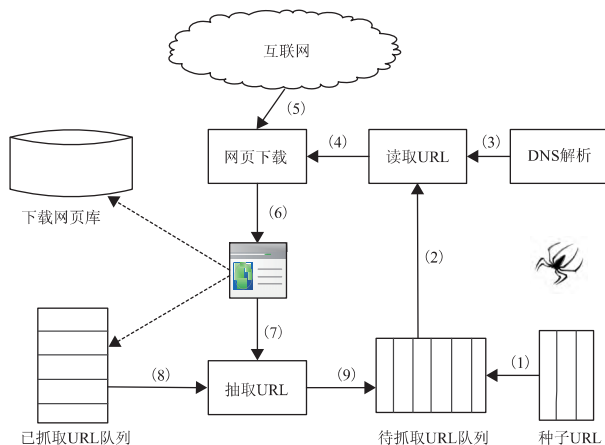 互联网
(5)
网页下载
(4)
读取URL
(3)
DNS解析
下载网页库
(6)
(2)
(7)
(8)
抽取URL
(9)
(1)
已抓取URL队列
待抓取URL队列
种子URL